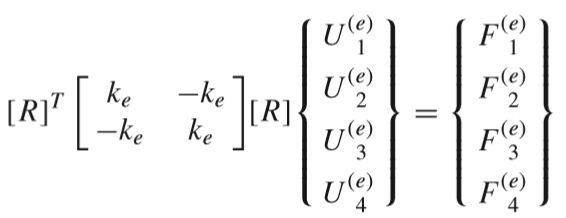 [R]^T [ k_e  -k_e ; -k_e  k_e ] [R] { U_1^(e) ; U_2^(e) ; U_3^(e) ; U_4^(e) } = { F_1^(e) ; F_2^(e) ; F_3^(e) ; F_4^(e) }